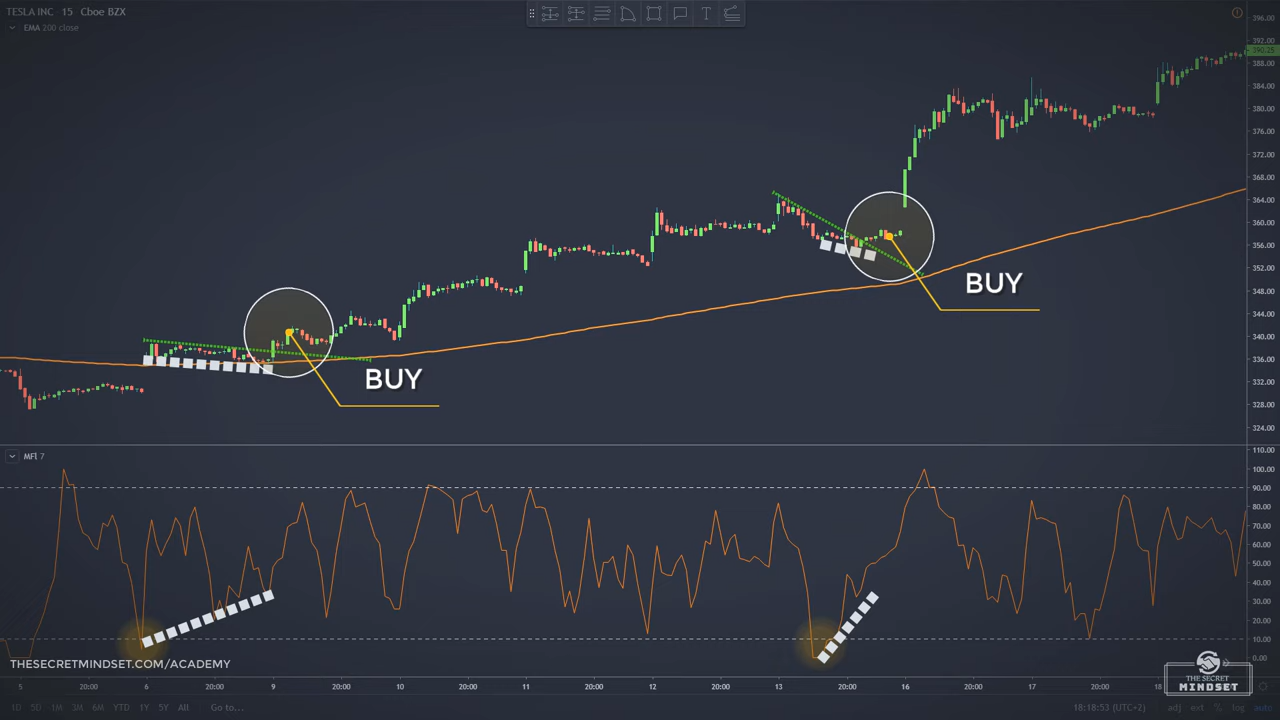 TESLA INC · 15 · Cboe BZX
EMA 200 close
396.00
392.00
390.25
388.00
384.00
380.00
376.00
372.00
368.00
364.00
360.00
356.00
352.00
348.00
344.00
340.00
336.00
332.00
328.00
324.00
BUY
BUY
MFI 7
110.00
100.00
90.00
80.00
70.00
60.00
50.00
40.00
30.00
20.00
10.00
0.00
THESECRETMINDSET.COM/ACADEMY
THE SECRET
MINDSET
5 20:00 6 20:00 9 20:00 10 20:00 11 20:00 12 20:00 13 20:00 16 20:00 17 20:00 18
1D 5D 1M 3M 6M YTD 1Y 5Y All Go to...
18:18:53 (UTC+2) adj ext % log auto